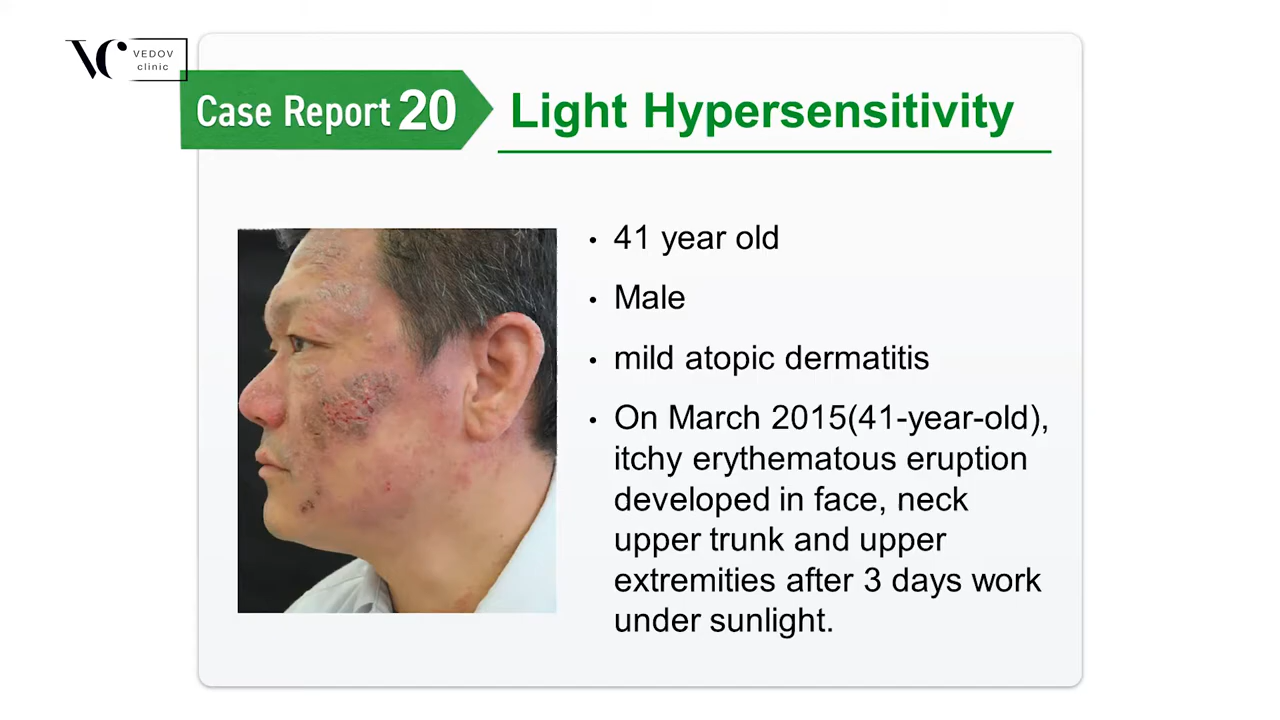 VC VEDOV
clinic
Case Report 20
Light Hypersensitivity
• 41 year old
• Male
• mild atopic dermatitis
• On March 2015(41-year-old),
itchy erythematous eruption
developed in face, neck
upper trunk and upper
extremities after 3 days work
under sunlight.